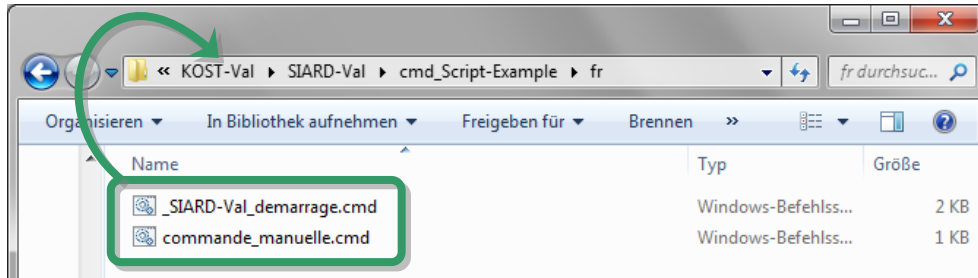 « KOST-Val ▸ SIARD-Val ▸ cmd_Script-Example ▸ fr
fr durchsuc...
Organisieren In Bibliothek aufnehmen Freigeben für Brennen »
Name Typ Größe
_SIARD-Val_demarrage.cmd Windows-Befehlss... 2 KB
commande_manuelle.cmd Windows-Befehlss... 1 KB